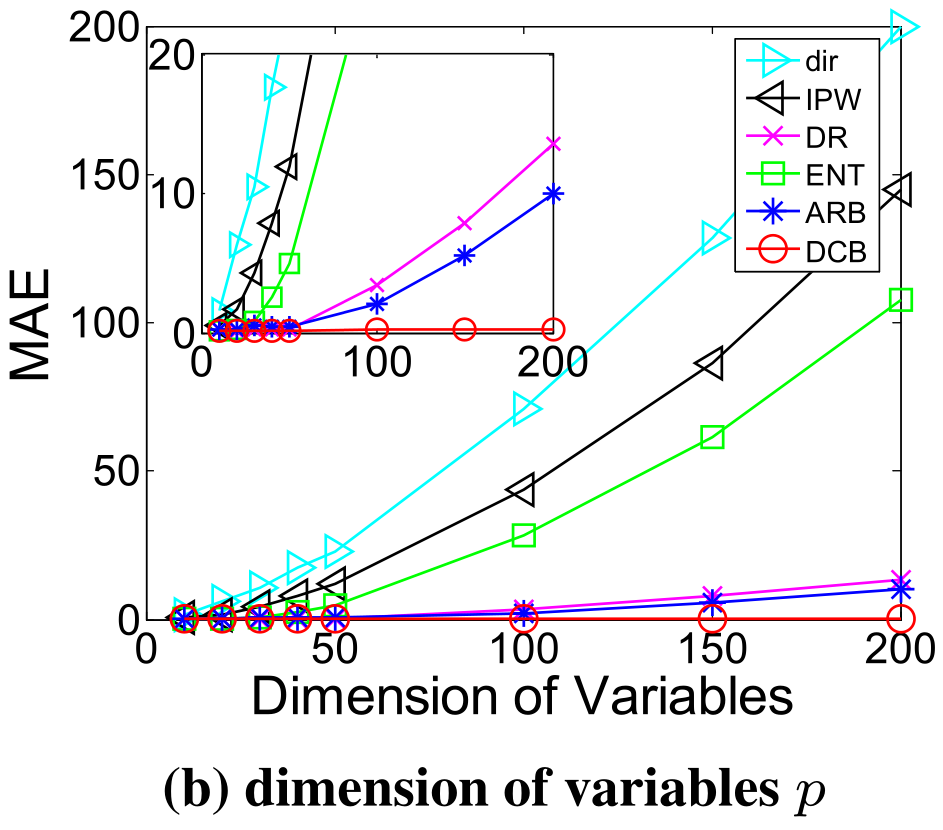 200
150
100
50
0
MAE
20
10
0
0
100
200
dir
IPW
DR
ENT
ARB
DCB
0
50
100
150
200
Dimension of Variables
(b) dimension of variables p